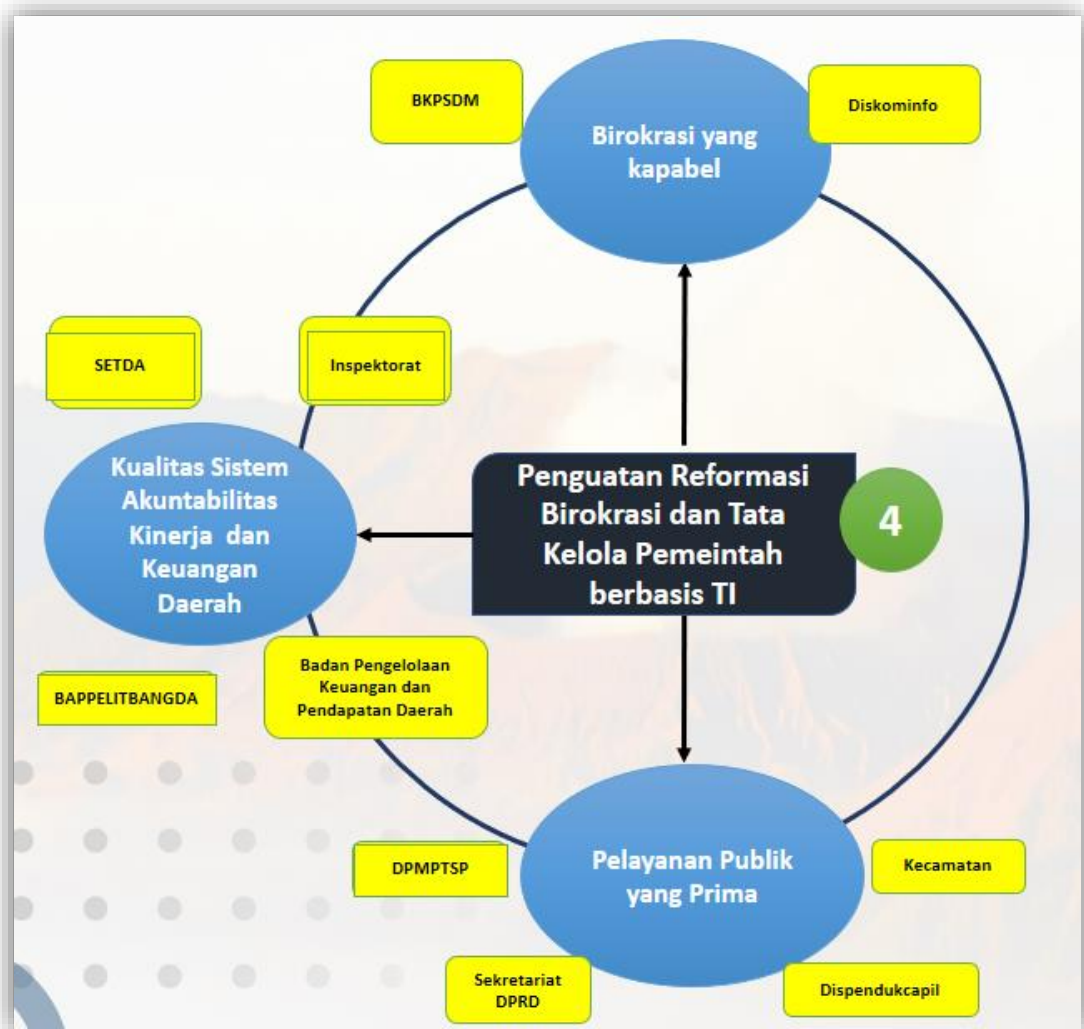 BKPSDM
Birokrasi yang
kapabel
Diskominfo
SETDA
Inspektorat
Kualitas Sistem
Akuntabilitas
Kinerja dan
Keuangan
Daerah
Penguatan Reformasi
Birokrasi dan Tata
Kelola Pemeintah
berbasis TI
4
BAPPELITBANGDA
Badan Pengelolaan
Keuangan dan
Pendapatan Daerah
DPMPTSP
Pelayanan Publik
yang Prima
Kecamatan
Sekretariat
DPRD
Dispendukcapil